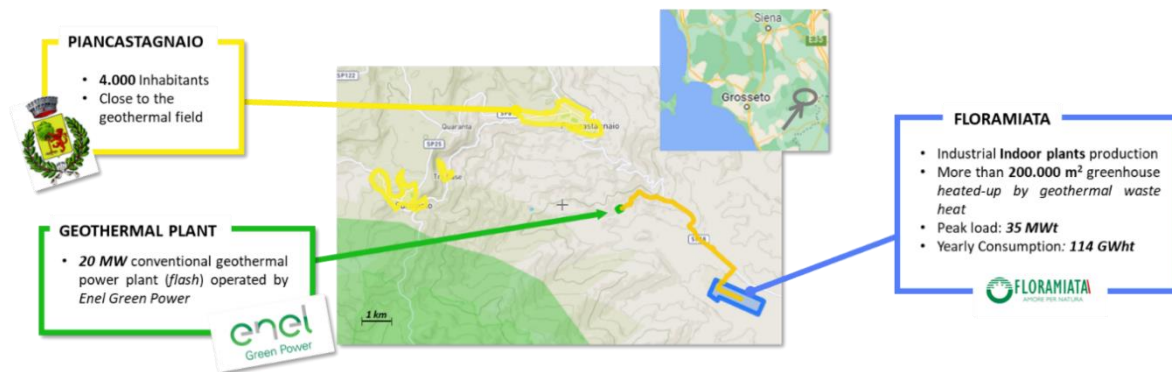 PIANCASTAGNAIO
• 4.000 Inhabitants
• Close to the
geothermal field
GEOTHERMAL PLANT
• 20 MW conventional geothermal
power plant (flash) operated by
Enel Green Power
enel
Green Power
SP122
Quaranta
SP25
SP18
1 km
Siena
E35
Grosseto
FLORAMIATA
• Industrial Indoor plants production
• More than 200.000 m² greenhouse
heated-up by geothermal waste
heat
• Peak load: 35 MWt
• Yearly Consumption: 114 GWht
FLORAMIATA
AMORE PER NATURA